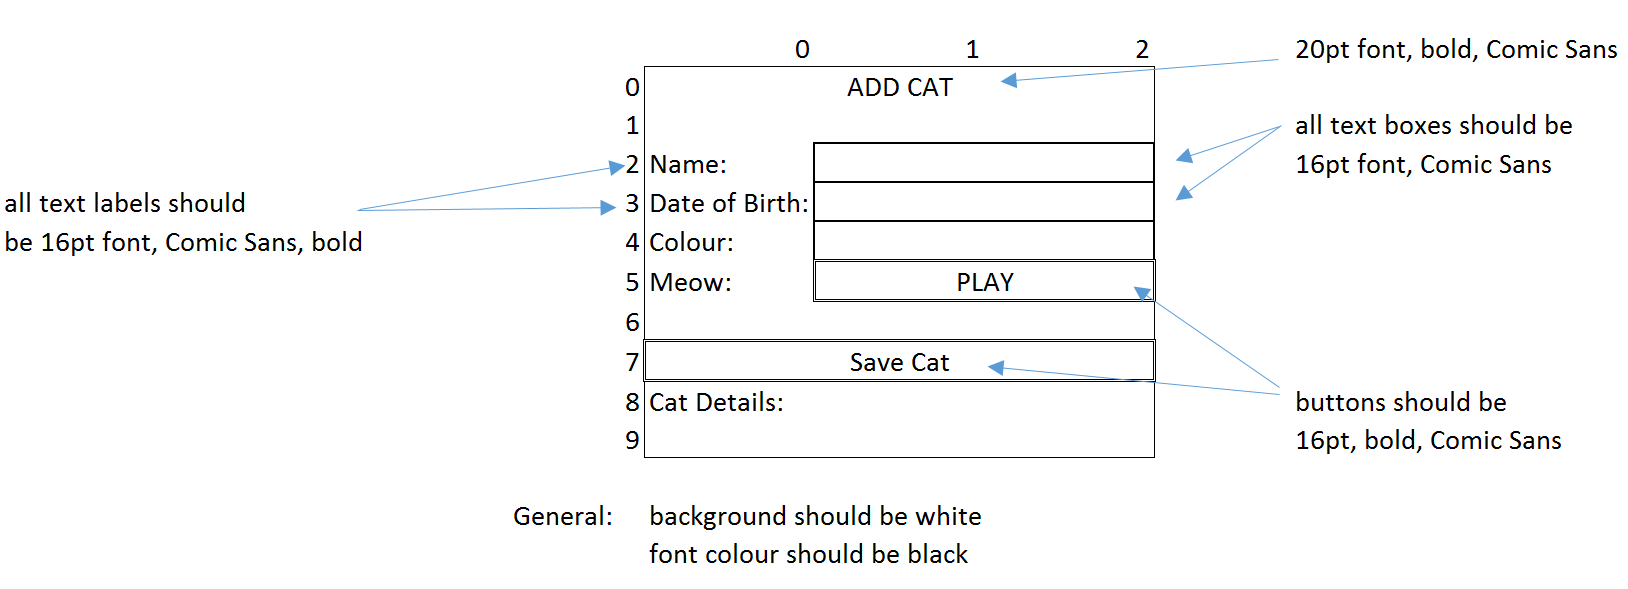 0 1 2 20pt font, bold, Comic Sans
0 ADD CAT
1 all text boxes should be
2 Name: 16pt font, Comic Sans
all text labels should 3 Date of Birth:
be 16pt font, Comic Sans, bold 4 Colour:
5 Meow: PLAY
6
7 Save Cat
8 Cat Details: buttons should be
9 16pt, bold, Comic Sans
General: background should be white
font colour should be black